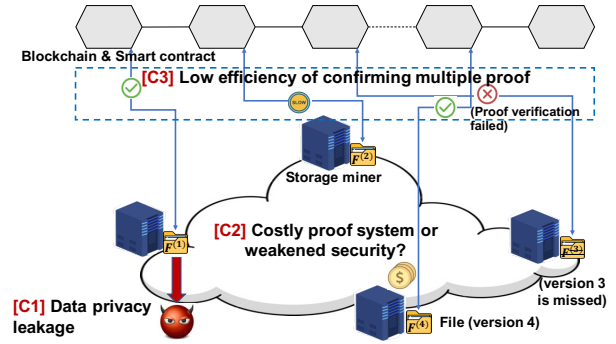 Blockchain & Smart contract
[C3] Low efficiency of confirming multiple proof
SLOW
(Proof verification
failed)
F(2)
Storage miner
F(1)
[C2] Costly proof system or
weakened security?
F(3)
(version 3
is missed)
[C1] Data privacy
leakage
$
F(4)
File (version 4)